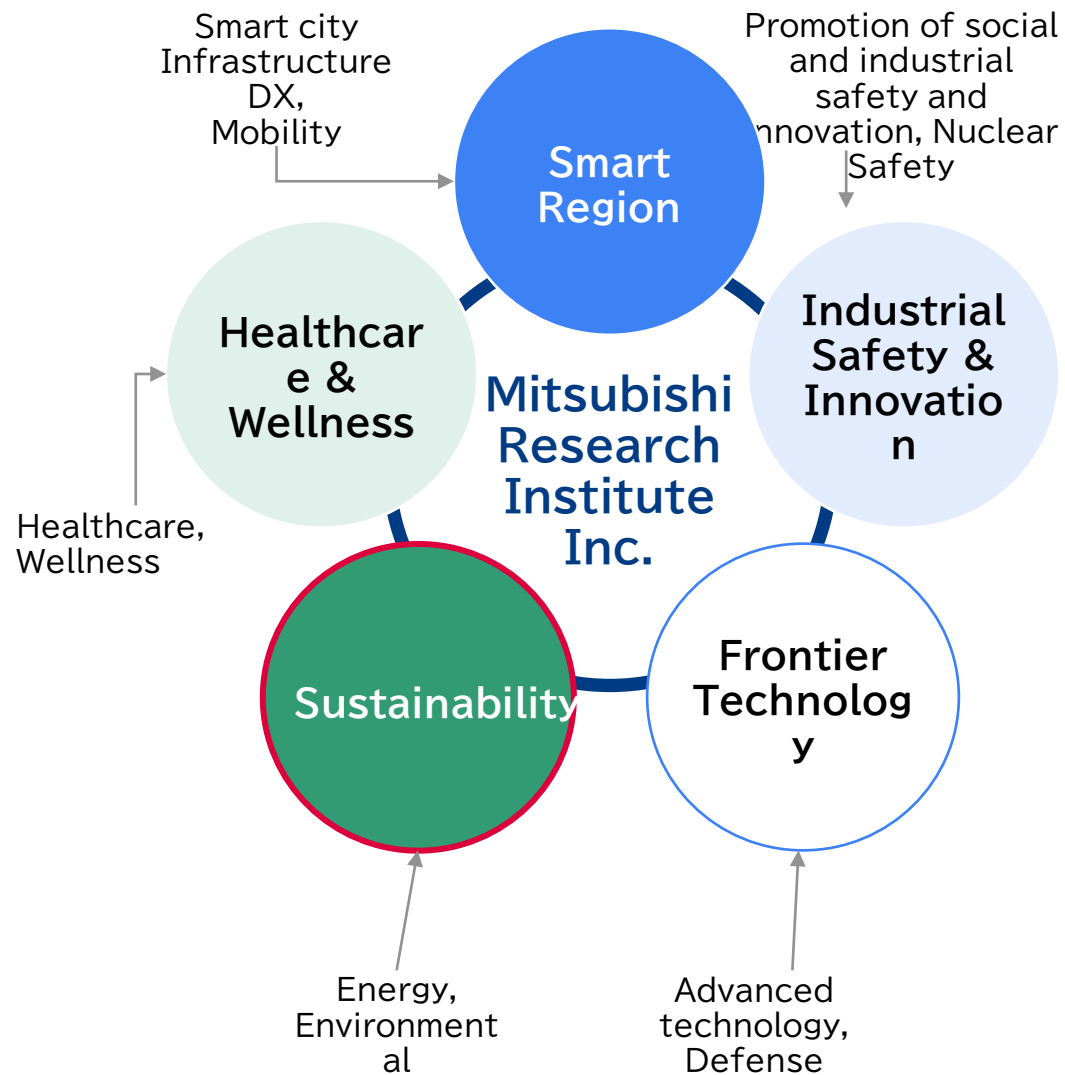 Smart city
Infrastructure
DX,
Mobility
Promotion of social
and industrial
safety and
nnovation, Nuclear
Safety
Smart
Region
Healthcar
e &
Wellness
Industrial
Safety &
Innovatio
n
Mitsubishi
Research
Institute
Inc.
Healthcare,
Wellness
Sustainability
Frontier
Technolog
y
Energy,
Environment
al
Advanced
technology,
Defense